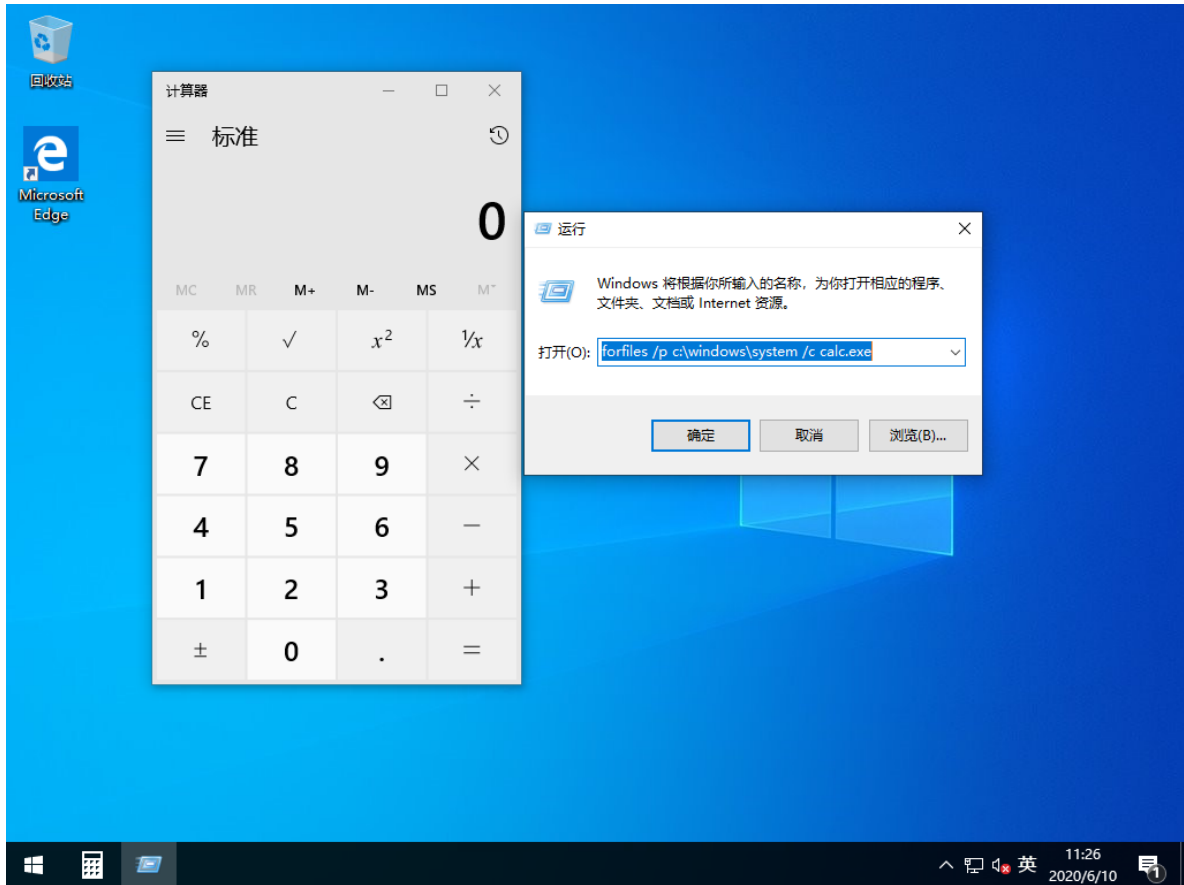 回收站
Microsoft
Edge
计算器
标准
0
MC MR M+ M- MS M˅
% √ x² ¹/x
CE C ⌫ ÷
7 8 9 ×
4 5 6 −
1 2 3 +
± 0 . =
运行
Windows 将根据你所输入的名称，为你打开相应的程序、
文件夹、文档或 Internet 资源。
打开(O): forfiles /p c:\windows\system /c calc.exe
确定 取消 浏览(B)...
英
11:26
2020/6/10
1